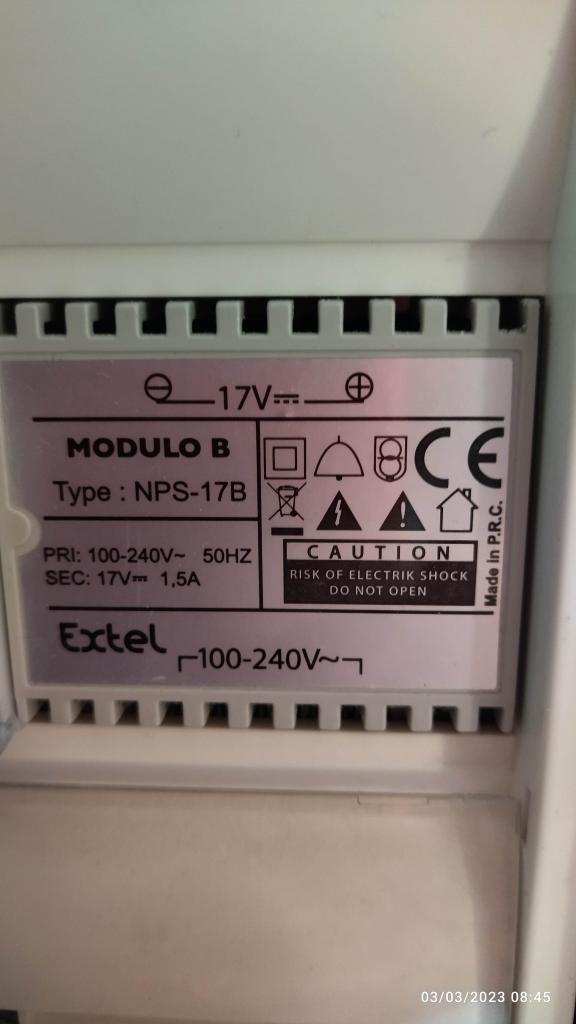 ⊖ 17V⎓ ⊕
MODULO B
Type : NPS-17B
PRI: 100-240V~ 50HZ
SEC: 17V⎓ 1,5A
CE
Made in P.R.C.
CAUTION
RISK OF ELECTRIK SHOCK
DO NOT OPEN
Extel
100-240V~
03/03/2023 08:45